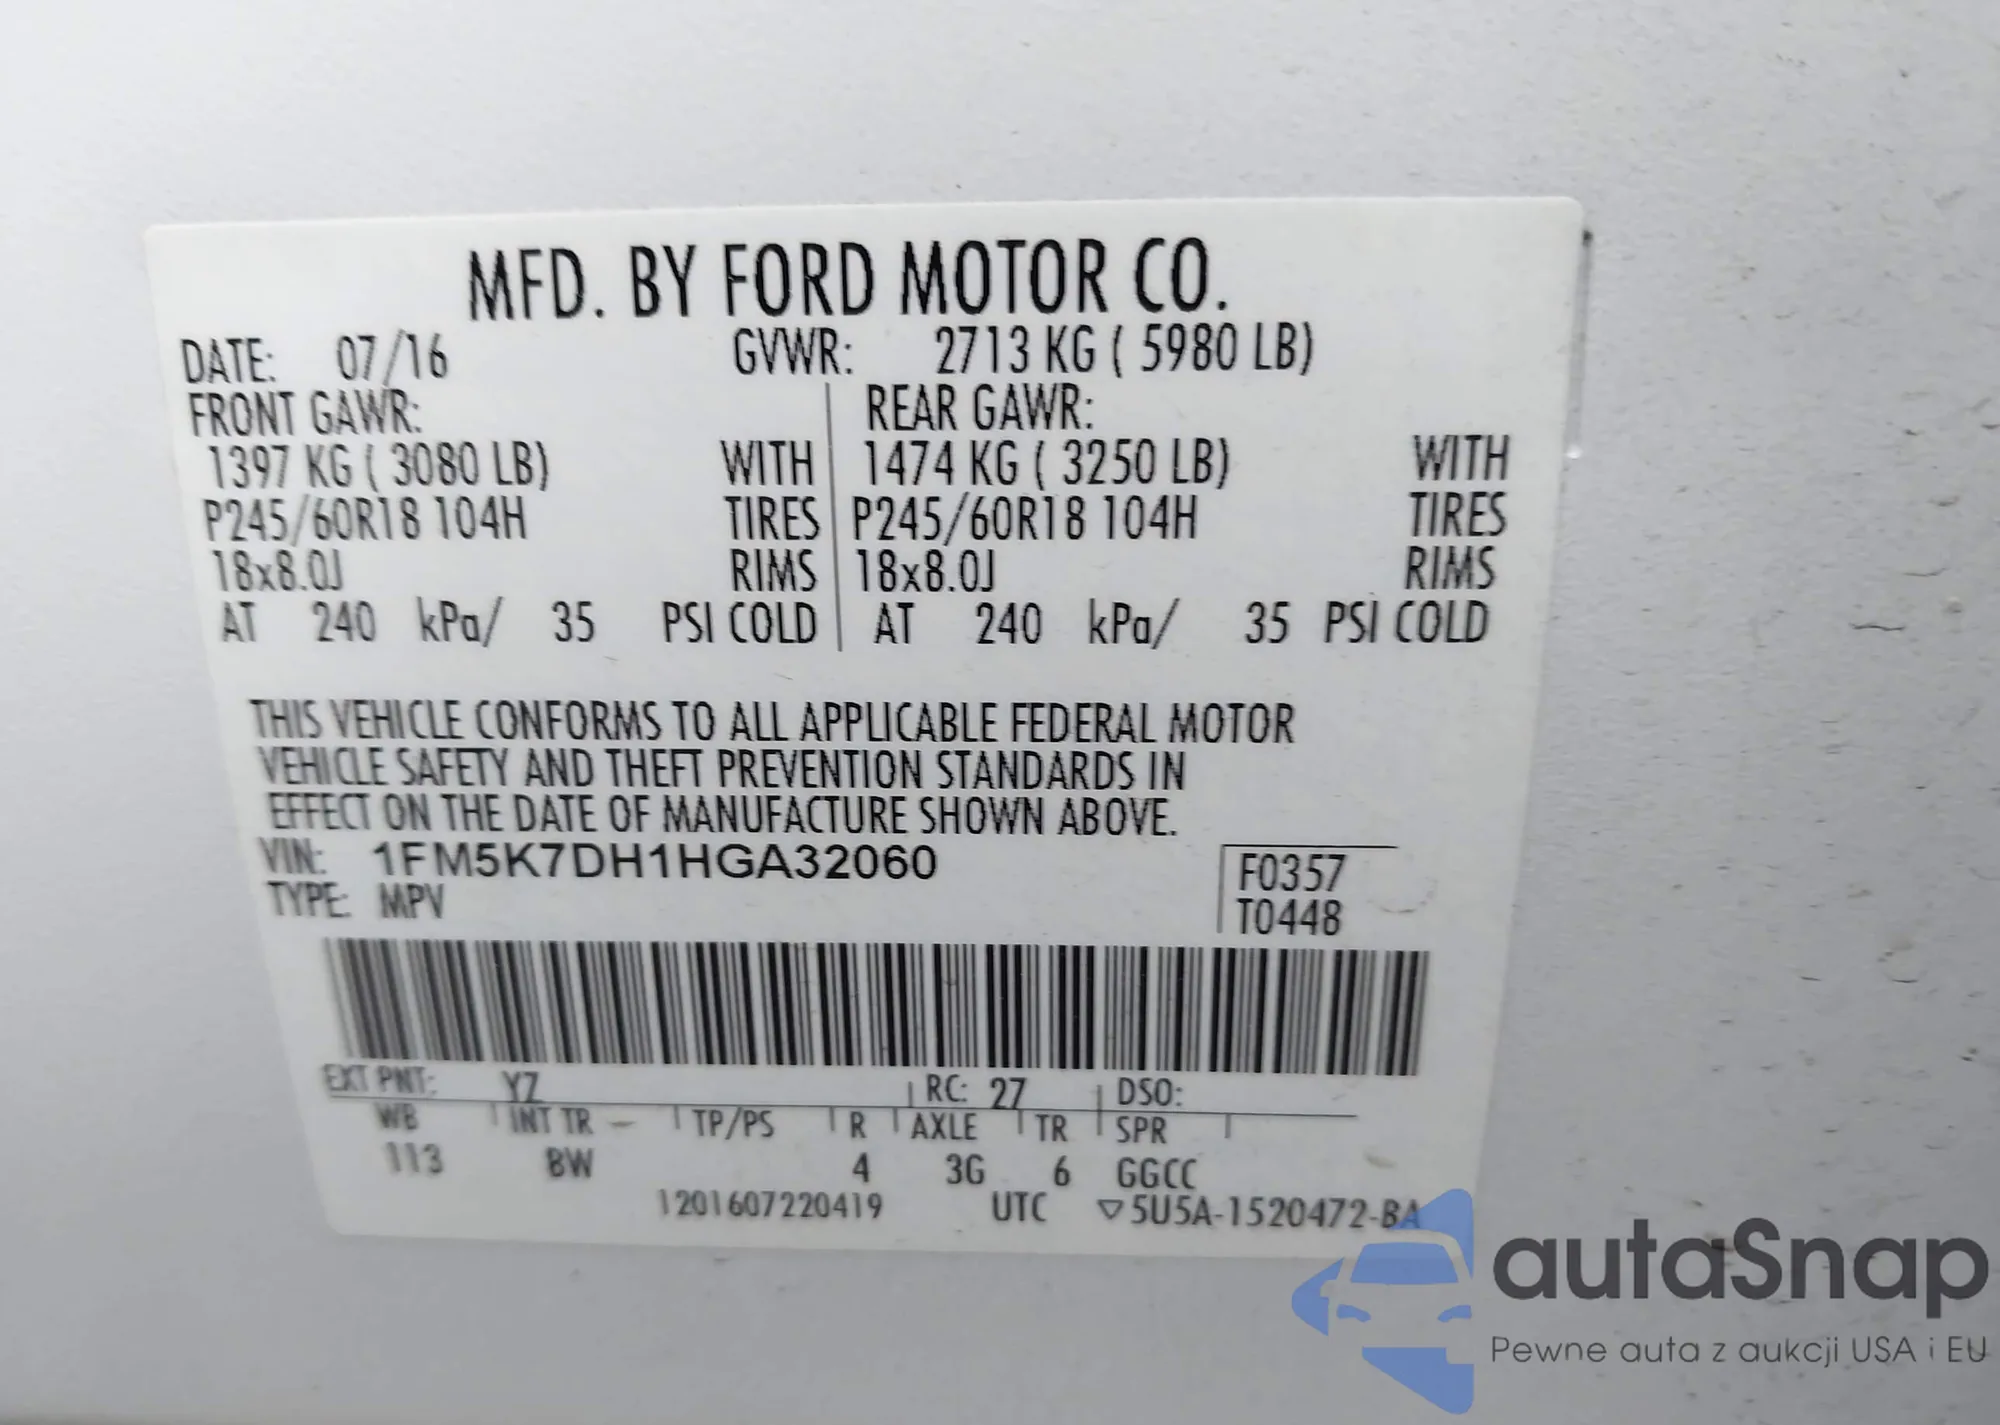 MFD. BY FORD MOTOR CO.
DATE: 07/16 GVWR: 2713 KG ( 5980 LB)
FRONT GAWR: REAR GAWR:
1397 KG ( 3080 LB) WITH 1474 KG ( 3250 LB) WITH
P245/60R18 104H TIRES P245/60R18 104H TIRES
18x8.0J RIMS 18x8.0J RIMS
AT 240 kPa/ 35 PSI COLD AT 240 kPa/ 35 PSI COLD
THIS VEHICLE CONFORMS TO ALL APPLICABLE FEDERAL MOTOR
VEHICLE SAFETY AND THEFT PREVENTION STANDARDS IN
EFFECT ON THE DATE OF MANUFACTURE SHOWN ABOVE.
VIN: 1FM5K7DH1HGA32060 F0357
TYPE: MPV T0448
EXT PNT: YZ RC: 27 DSO:
WB INT TR TP/PS R AXLE TR SPR
113 8W 4 3G 6 GGCC
1201607220419 UTC ▽5U5A-1520472-BA
autaSnap
Pewne auta z aukcji USA i EU